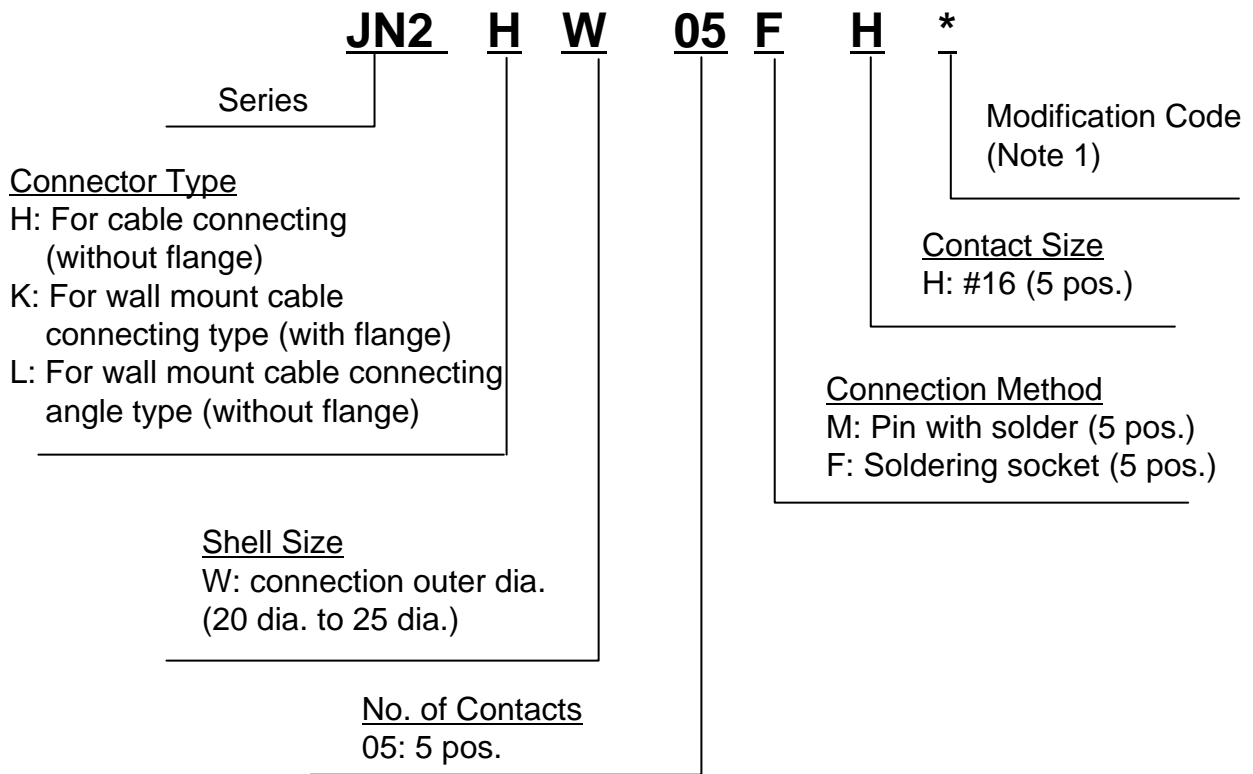 JN2 H W 05 F H *
Series
Modification Code
(Note 1)
Connector Type
H: For cable connecting
(without flange)
K: For wall mount cable
connecting type (with flange)
L: For wall mount cable connecting
angle type (without flange)
Contact Size
H: #16 (5 pos.)
Connection Method
M: Pin with solder (5 pos.)
F: Soldering socket (5 pos.)
Shell Size
W: connection outer dia.
(20 dia. to 25 dia.)
No. of Contacts
05: 5 pos.